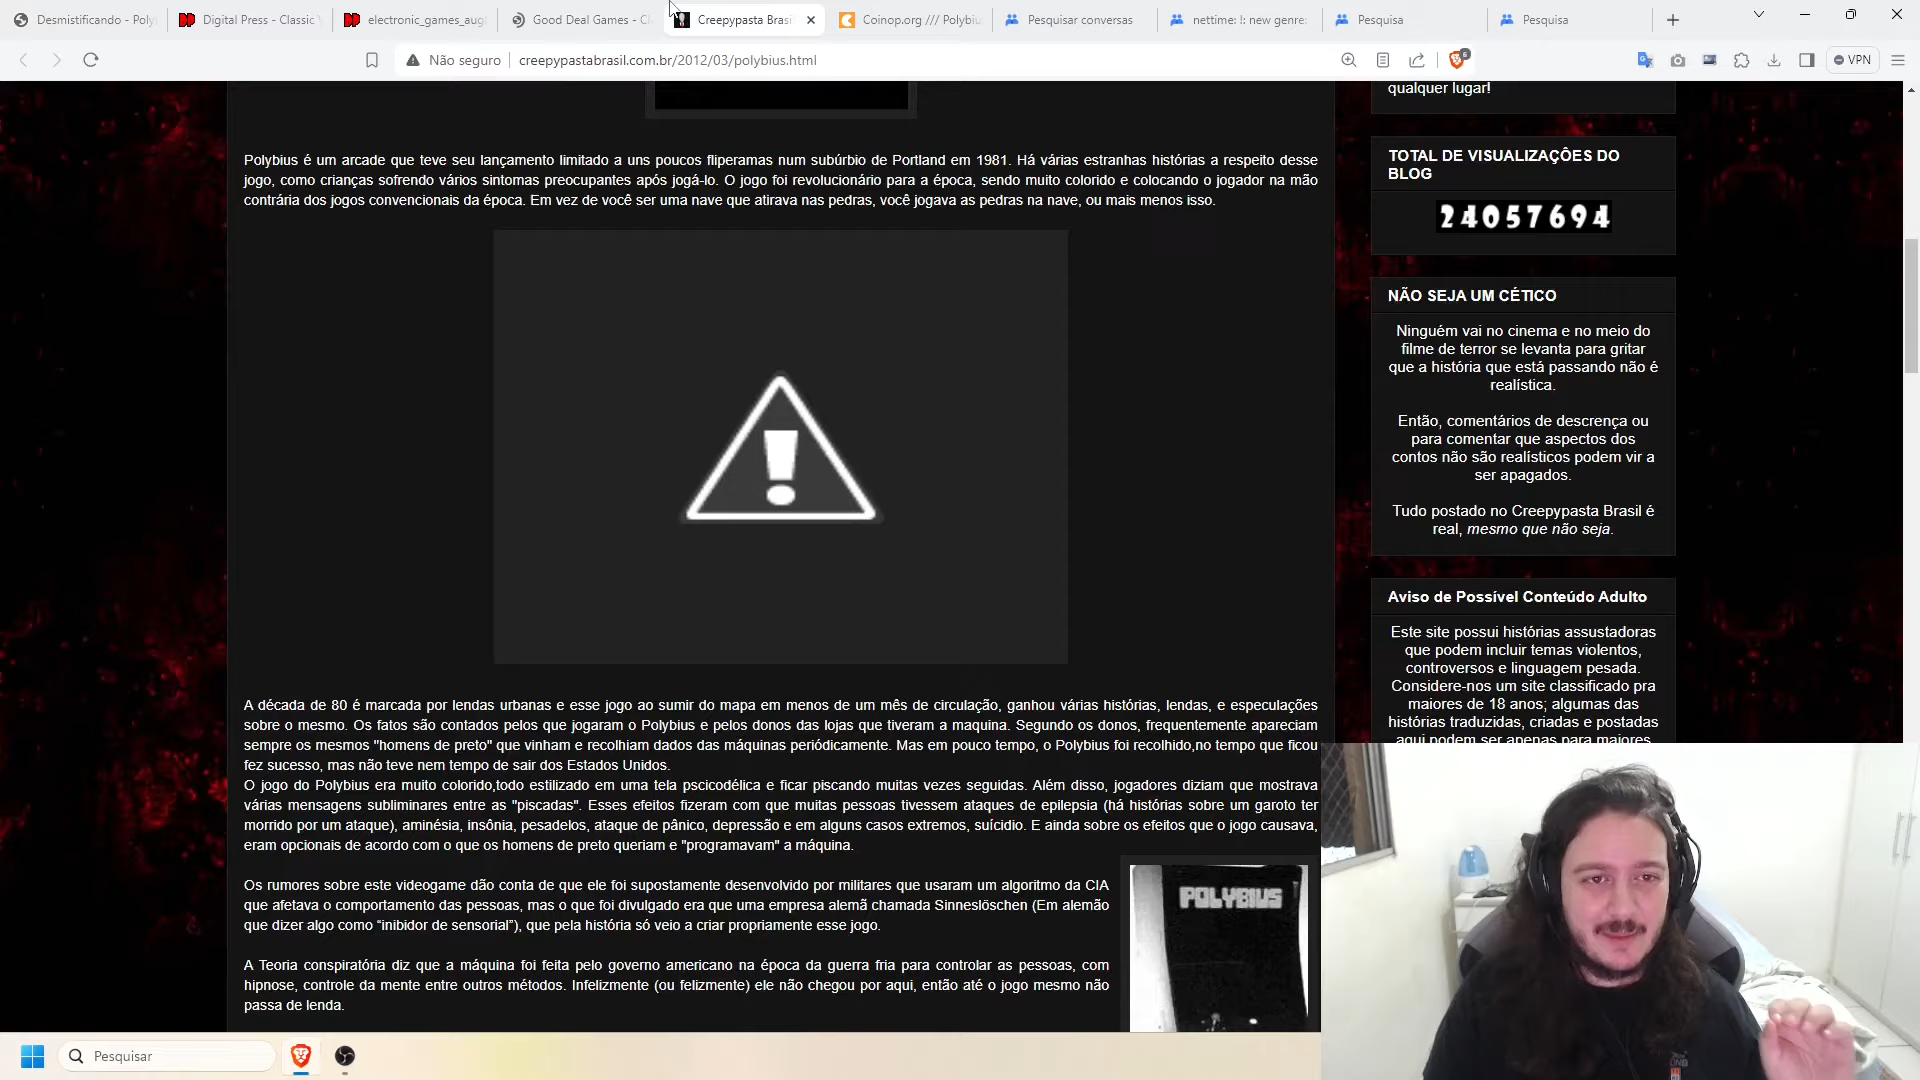 Desmistificando - Poly
Digital Press - Classic V
electronic_games_aug
Good Deal Games - Cl
Creepypasta Brasi
Coinop.org /// Polybiu
Pesquisar conversas
nettime: !: new genre:
Pesquisa
Pesquisa
Não seguro
creepypastabrasil.com.br/2012/03/polybius.html
6
VPN
qualquer lugar!
Polybius é um arcade que teve seu lançamento limitado a uns poucos fliperamas num subúrbio de Portland em 1981. Há várias estranhas histórias a respeito desse
jogo, como crianças sofrendo vários sintomas preocupantes após jogá-lo. O jogo foi revolucionário para a época, sendo muito colorido e colocando o jogador na mão
contrária dos jogos convencionais da época. Em vez de você ser uma nave que atirava nas pedras, você jogava as pedras na nave, ou mais menos isso.
A década de 80 é marcada por lendas urbanas e esse jogo ao sumir do mapa em menos de um mês de circulação, ganhou várias histórias, lendas, e especulações
sobre o mesmo. Os fatos são contados pelos que jogaram o Polybius e pelos donos das lojas que tiveram a maquina. Segundo os donos, frequentemente apareciam
sempre os mesmos "homens de preto" que vinham e recolhiam dados das máquinas periódicamente. Mas em pouco tempo, o Polybius foi recolhido,no tempo que ficou
fez sucesso, mas não teve nem tempo de sair dos Estados Unidos.
O jogo do Polybius era muito colorido,todo estilizado em uma tela pscicodélica e ficar piscando muitas vezes seguidas. Além disso, jogadores diziam que mostrava
várias mensagens subliminares entre as "piscadas". Esses efeitos fizeram com que muitas pessoas tivessem ataques de epilepsia (há histórias sobre um garoto ter
morrido por um ataque), aminésia, insônia, pesadelos, ataque de pânico, depressão e em alguns casos extremos, suícidio. E ainda sobre os efeitos que o jogo causava,
eram opcionais de acordo com o que os homens de preto queriam e "programavam" a máquina.
Os rumores sobre este videogame dão conta de que ele foi supostamente desenvolvido por militares que usaram um algoritmo da CIA
que afetava o comportamento das pessoas, mas o que foi divulgado era que uma empresa alemã chamada Sinneslöschen (Em alemão
que dizer algo como “inibidor de sensorial”), que pela história só veio a criar propriamente esse jogo.
A Teoria conspiratória diz que a máquina foi feita pelo governo americano na época da guerra fria para controlar as pessoas, com
hipnose, controle da mente entre outros métodos. Infelizmente (ou felizmente) ele não chegou por aqui, então até o jogo mesmo não
passa de lenda.
POLYBIUS
TOTAL DE VISUALIZAÇÕES DO
BLOG
24057694
NÃO SEJA UM CÉTICO
Ninguém vai no cinema e no meio do
filme de terror se levanta para gritar
que a história que está passando não é
realística.
Então, comentários de descrença ou
para comentar que aspectos dos
contos não são realísticos podem vir a
ser apagados.
Tudo postado no Creepypasta Brasil é
real, mesmo que não seja.
Aviso de Possível Conteúdo Adulto
Este site possui histórias assustadoras
que podem incluir temas violentos,
controversos e linguagem pesada.
Considere-nos um site classificado pra
maiores de 18 anos; algumas das
histórias traduzidas, criadas e postadas
aqui podem ser apenas para maiores
Pesquisar